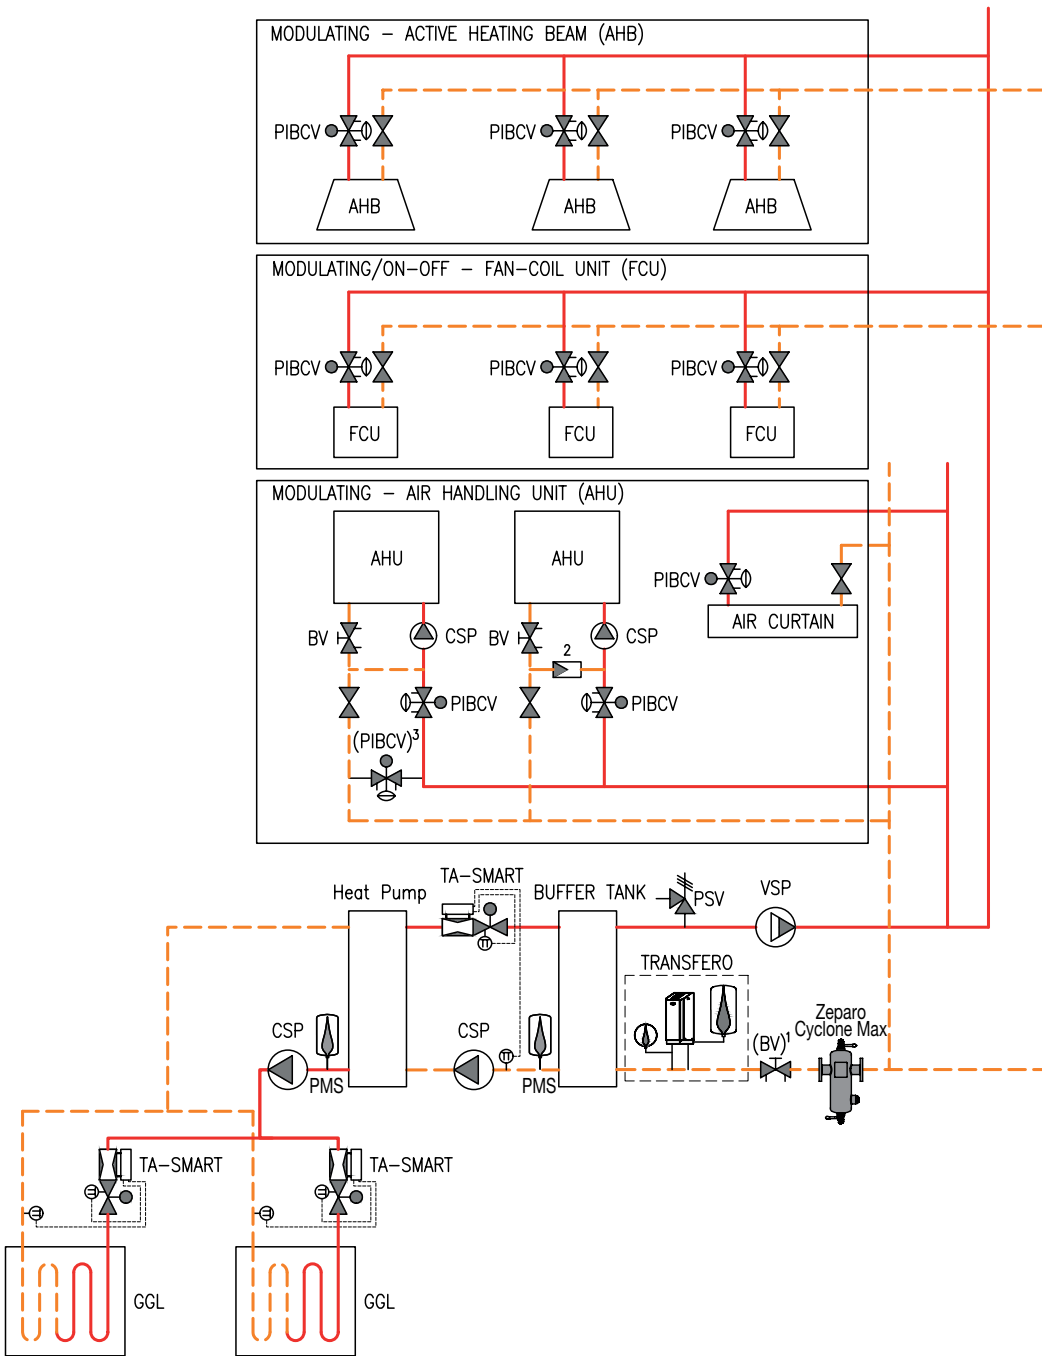 MODULATING – ACTIVE HEATING BEAM (AHB)
PIBCV
PIBCV
PIBCV
AHB
AHB
AHB
MODULATING/ON–OFF – FAN–COIL UNIT (FCU)
PIBCV
PIBCV
PIBCV
FCU
FCU
FCU
MODULATING – AIR HANDLING UNIT (AHU)
AHU
AHU
PIBCV
AIR CURTAIN
BV
CSP
BV
CSP
2
PIBCV
PIBCV
(PIBCV)³
TA–SMART
Heat Pump
BUFFER TANK
PSV
VSP
TRANSFERO
Zeparo
Cyclone Max
CSP
CSP
(BV)¹
PMS
PMS
TA–SMART
TA–SMART
GGL
GGL